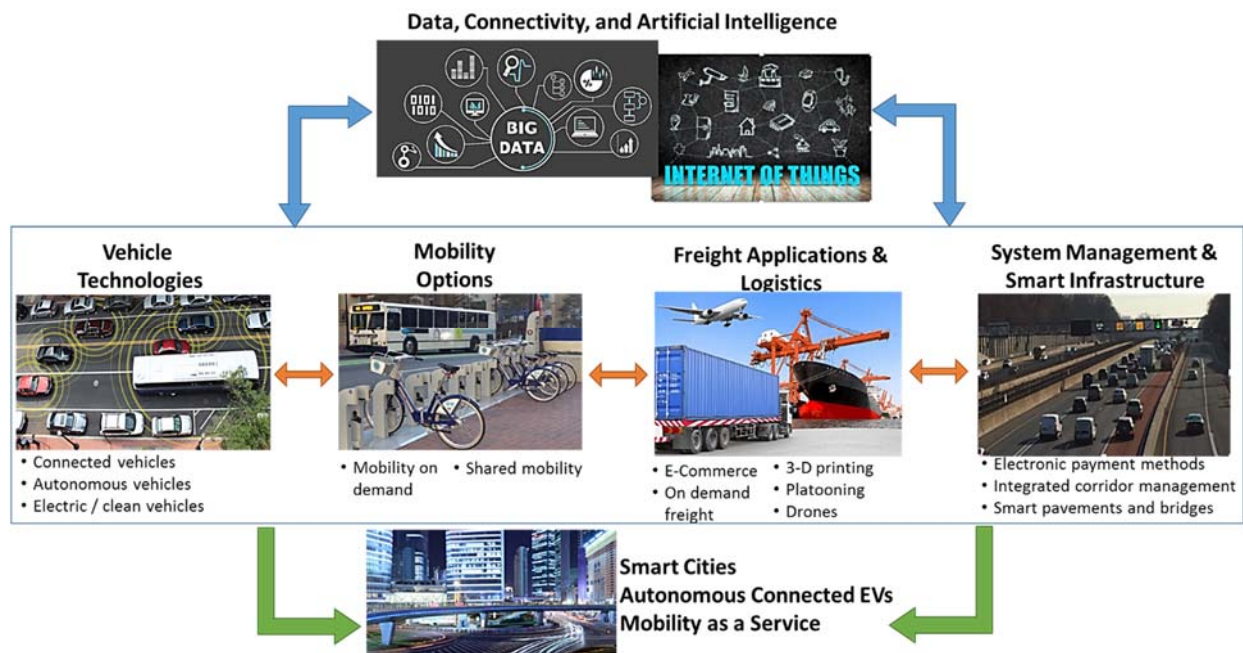 Data, Connectivity, and Artificial Intelligence
0101
1010
BIG
DATA
INTERNET OF THINGS
Vehicle
Technologies
Mobility
Options
Freight Applications &
Logistics
System Management &
Smart Infrastructure
• Connected vehicles
• Autonomous vehicles
• Electric / clean vehicles
• Mobility on
demand
• Shared mobility
• E-Commerce
• On demand
freight
• 3-D printing
• Platooning
• Drones
• Electronic payment methods
• Integrated corridor management
• Smart pavements and bridges
Smart Cities
Autonomous Connected EVs
Mobility as a Service